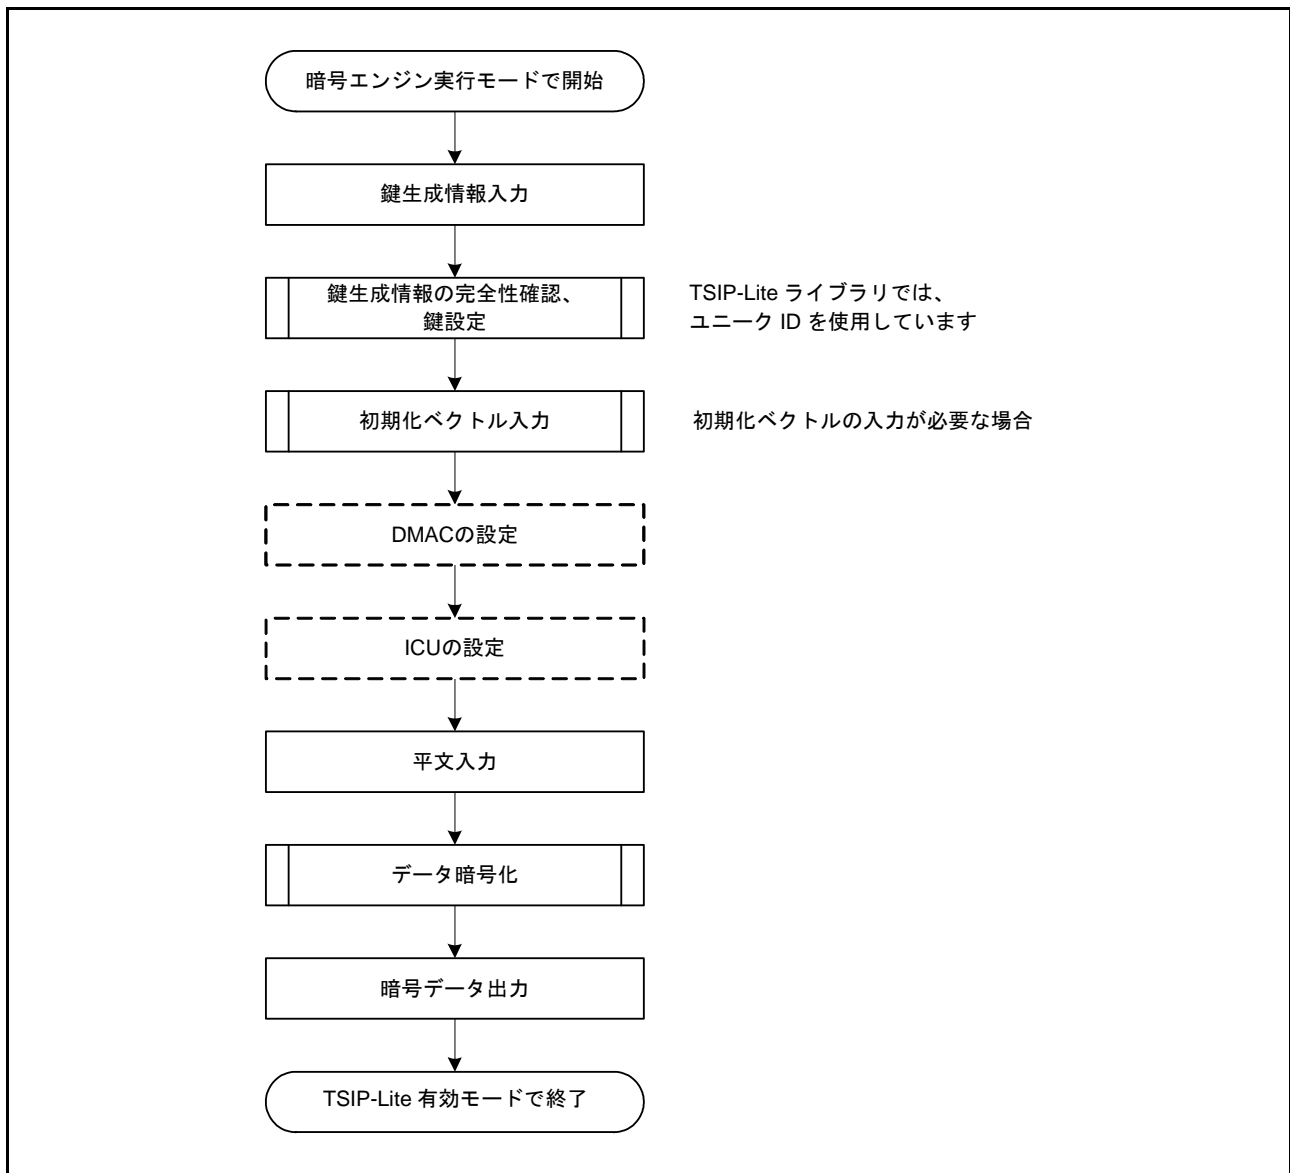 暗号エンジン実行モードで開始
鍵生成情報入力
鍵生成情報の完全性確認、
鍵設定
TSIP-Lite ライブラリでは、
ユニーク ID を使用しています
初期化ベクトル入力
初期化ベクトルの入力が必要な場合
DMACの設定
ICUの設定
平文入力
データ暗号化
暗号データ出力
TSIP-Lite 有効モードで終了